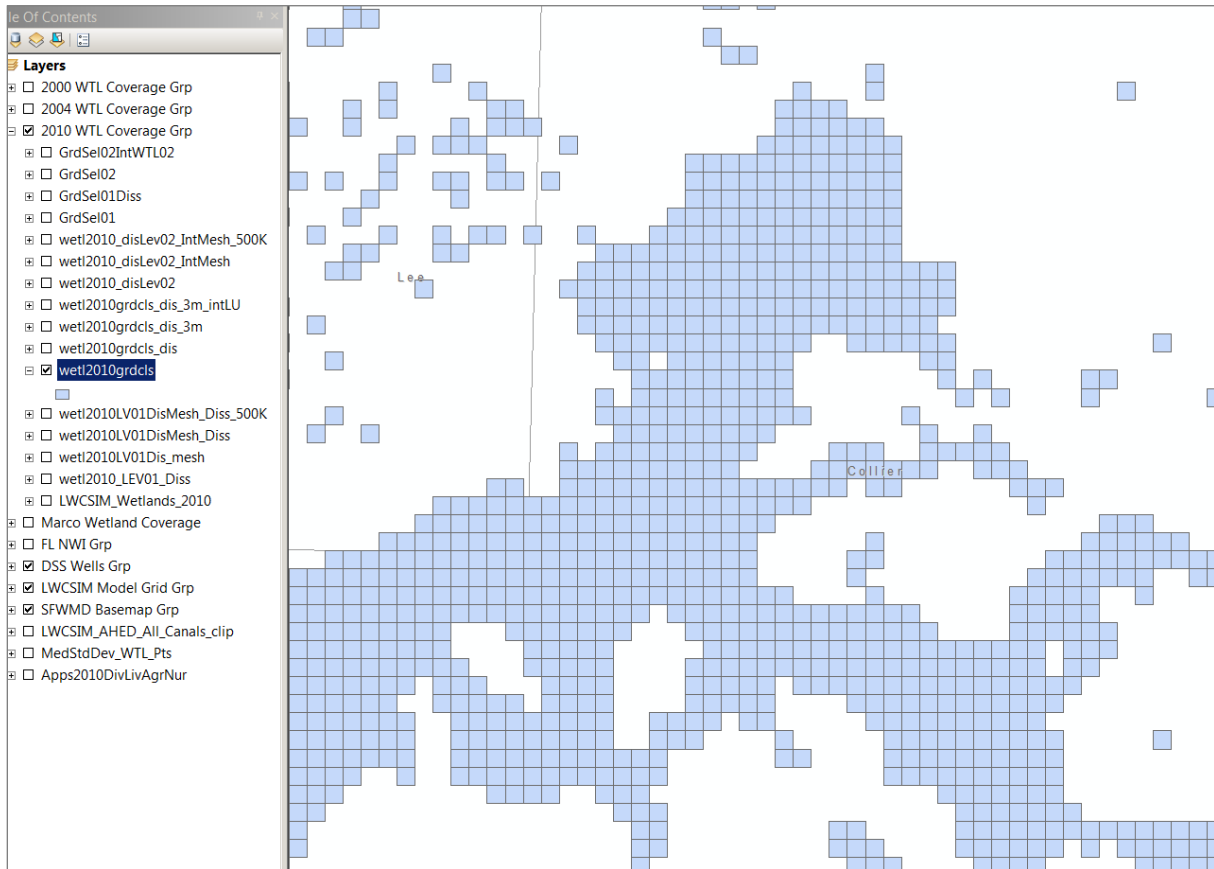 le Of Contents
Layers
2000 WTL Coverage Grp
2004 WTL Coverage Grp
2010 WTL Coverage Grp
GrdSel02IntWTL02
GrdSel02
GrdSel01Diss
GrdSel01
wetl2010_disLev02_IntMesh_500K
wetl2010_disLev02_IntMesh
wetl2010_disLev02
wetl2010grdcls_dis_3m_intLU
wetl2010grdcls_dis_3m
wetl2010grdcls_dis
wetl2010grdcls
wetl2010LV01DisMesh_Diss_500K
wetl2010LV01DisMesh_Diss
wetl2010LV01Dis_mesh
wetl2010_LEV01_Diss
LWCSIM_Wetlands_2010
Marco Wetland Coverage
FL NWI Grp
DSS Wells Grp
LWCSIM Model Grid Grp
SFWMD Basemap Grp
LWCSIM_AHED_All_Canals_clip
MedStdDev_WTL_Pts
Apps2010DivLivAgrNur
Lee
Collier